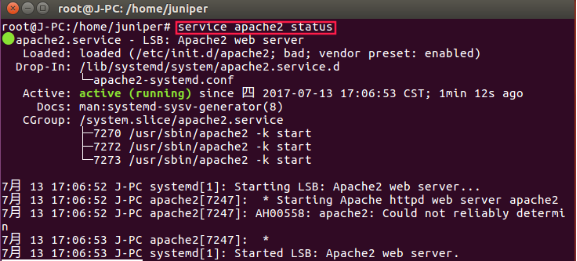 root@J-PC: /home/juniper
root@J-PC:/home/juniper# service apache2 status
apache2.service - LSB: Apache2 web server
Loaded: loaded (/etc/init.d/apache2; bad; vendor preset: enabled)
Drop-In: /lib/systemd/system/apache2.service.d
└─apache2-systemd.conf
Active: active (running) since 四 2017-07-13 17:06:53 CST; 1min 12s ago
Docs: man:systemd-sysv-generator(8)
CGroup: /system.slice/apache2.service
├─7270 /usr/sbin/apache2 -k start
├─7272 /usr/sbin/apache2 -k start
└─7273 /usr/sbin/apache2 -k start
7月 13 17:06:52 J-PC systemd[1]: Starting LSB: Apache2 web server...
7月 13 17:06:52 J-PC apache2[7247]:  * Starting Apache httpd web server apache2
7月 13 17:06:52 J-PC apache2[7247]: AH00558: apache2: Could not reliably determi
n
7月 13 17:06:53 J-PC apache2[7247]:  *
7月 13 17:06:53 J-PC systemd[1]: Started LSB: Apache2 web server.